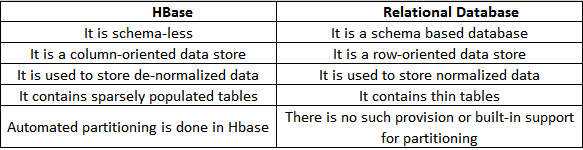 HBase Relational Database
It is schema-less It is a schema based database
It is a column-oriented data store It is a row-oriented data store
It is used to store de-normalized data It is used to store normalized data
It contains sparsely populated tables It contains thin tables
Automated partitioning is done in Hbase There is no such provision or built-in support
for partitioning